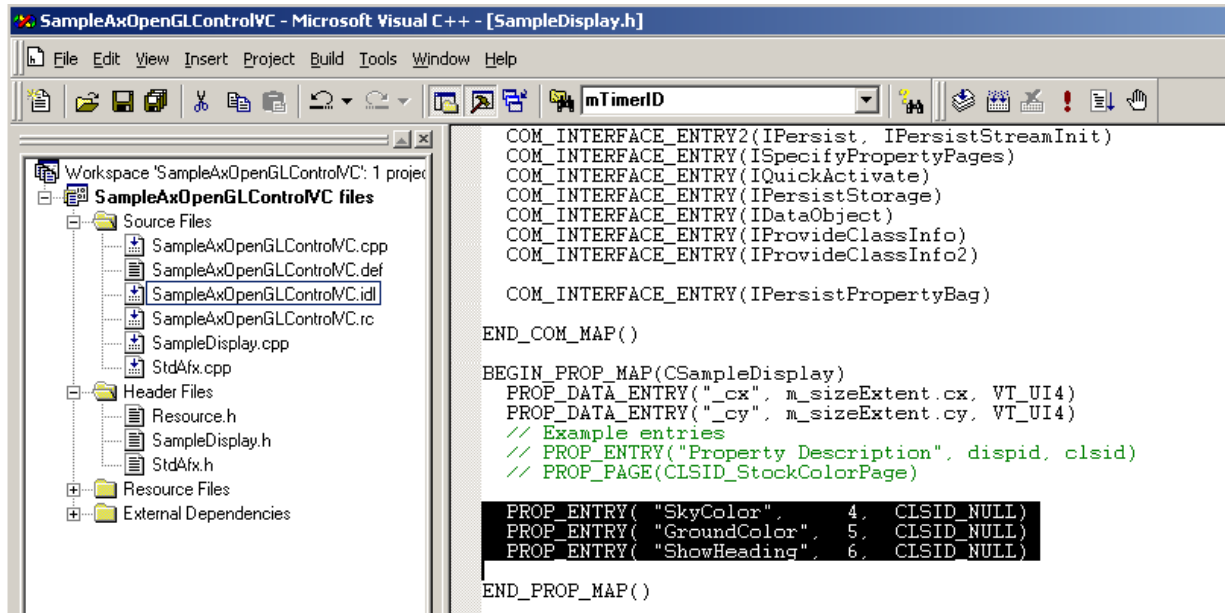 SampleAxOpenGLControlVC - Microsoft Visual C++ - [SampleDisplay.h]
File Edit View Insert Project Build Tools Window Help
mTimerID
Workspace 'SampleAxOpenGLControlVC': 1 projec
SampleAxOpenGLControlVC files
Source Files
SampleAxOpenGLControlVC.cpp
SampleAxOpenGLControlVC.def
SampleAxOpenGLControlVC.idl
SampleAxOpenGLControlVC.rc
SampleDisplay.cpp
StdAfx.cpp
Header Files
Resource.h
SampleDisplay.h
StdAfx.h
Resource Files
External Dependencies
COM_INTERFACE_ENTRY2(IPersist, IPersistStreamInit)
COM_INTERFACE_ENTRY(ISpecifyPropertyPages)
COM_INTERFACE_ENTRY(IQuickActivate)
COM_INTERFACE_ENTRY(IPersistStorage)
COM_INTERFACE_ENTRY(IDataObject)
COM_INTERFACE_ENTRY(IProvideClassInfo)
COM_INTERFACE_ENTRY(IProvideClassInfo2)
COM_INTERFACE_ENTRY(IPersistPropertyBag)
END_COM_MAP()
BEGIN_PROP_MAP(CSampleDisplay)
PROP_DATA_ENTRY("_cx", m_sizeExtent.cx, VT_UI4)
PROP_DATA_ENTRY("_cy", m_sizeExtent.cy, VT_UI4)
// Example entries
// PROP_ENTRY("Property Description", dispid, clsid)
// PROP_PAGE(CLSID_StockColorPage)
PROP_ENTRY( "SkyColor", 4, CLSID_NULL)
PROP_ENTRY( "GroundColor", 5, CLSID_NULL)
PROP_ENTRY( "ShowHeading", 6, CLSID_NULL)
END_PROP_MAP()